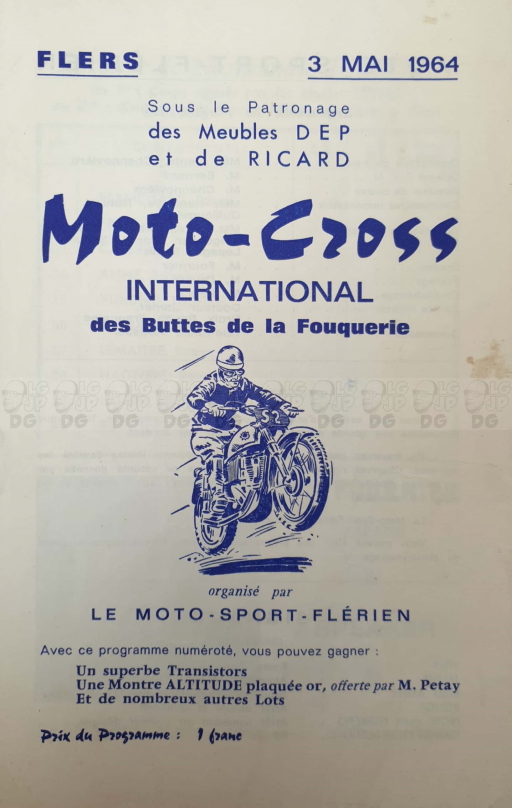 FLERS 3 MAI 1964
Sous le Patronage
des Meubles DEP
et de RICARD
Moto-Cross
INTERNATIONAL
des Buttes de la Fouquerie
52
organisé par
LE MOTO-SPORT-FLÉRIEN
Avec ce programme numéroté, vous pouvez gagner :
Un superbe Transistors
Une Montre ALTITUDE plaquée or, offerte par M. Petay
Et de nombreux autres Lots
Prix du Programme : 1 franc